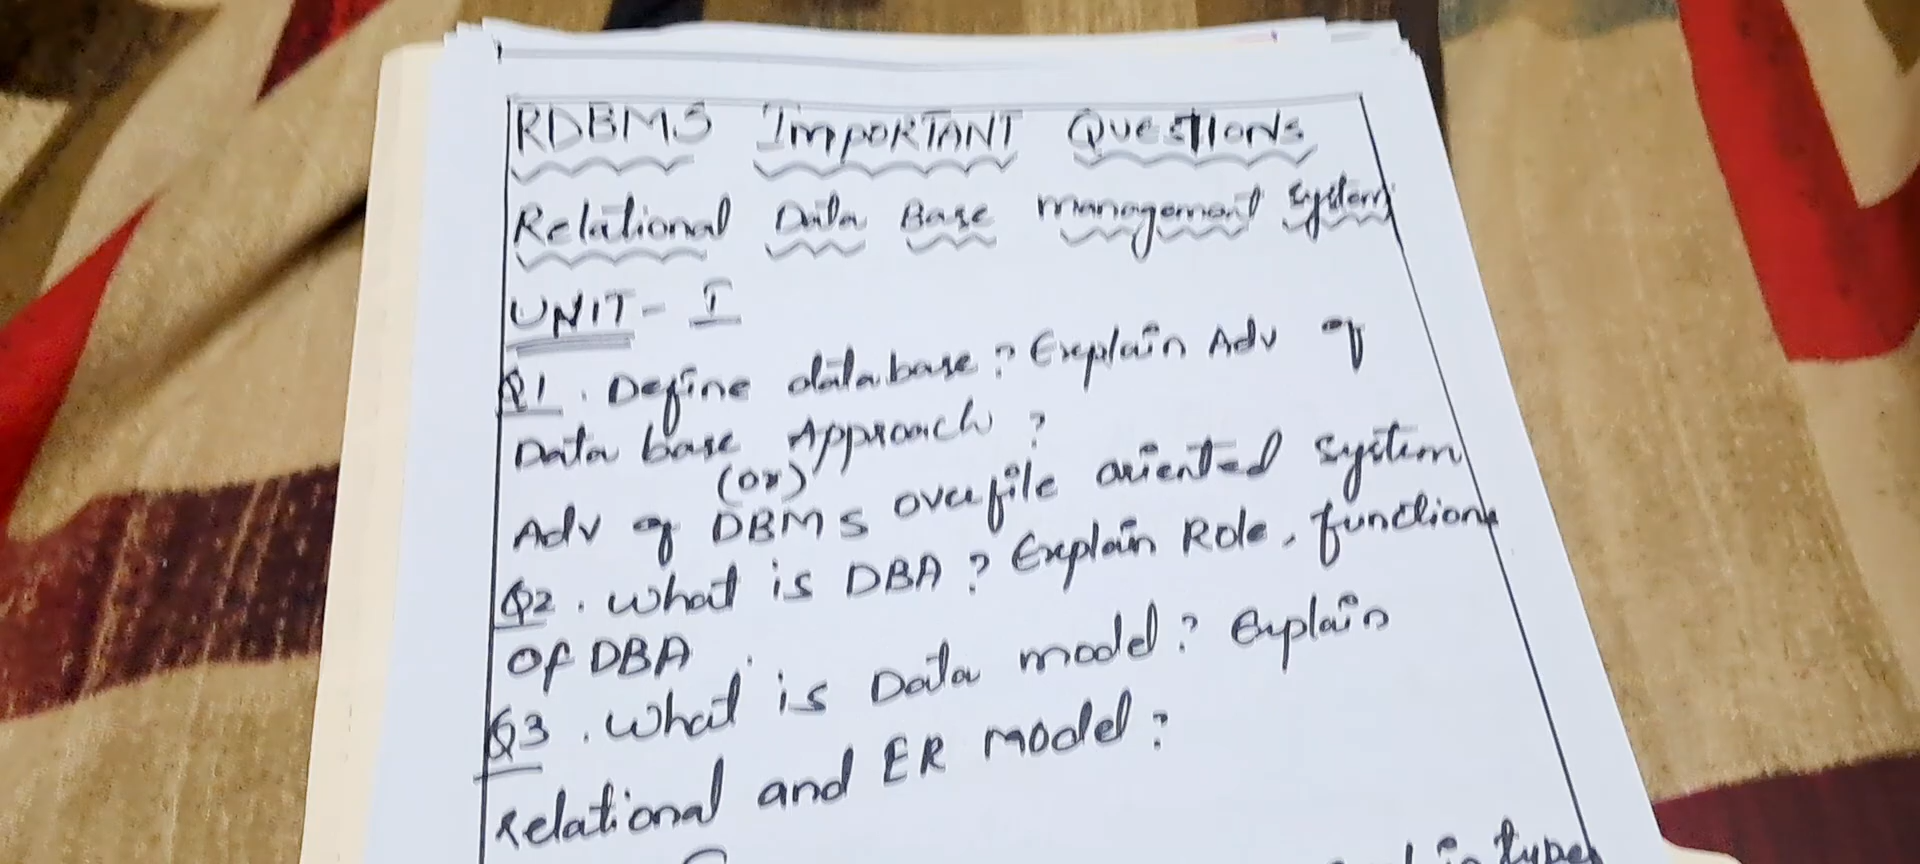 RDBMS IMPORTANT QUESTIONS
Relational Data Base management system
UNIT - I
Q1. Define database? Explain Adv of
Data base Approach?
(or)
Adv of DBMS over file oriented system
Q2. What is DBA? Explain Role, functions
Of DBA
Q3. What is Data model? Explain
Relational and ER model?
types